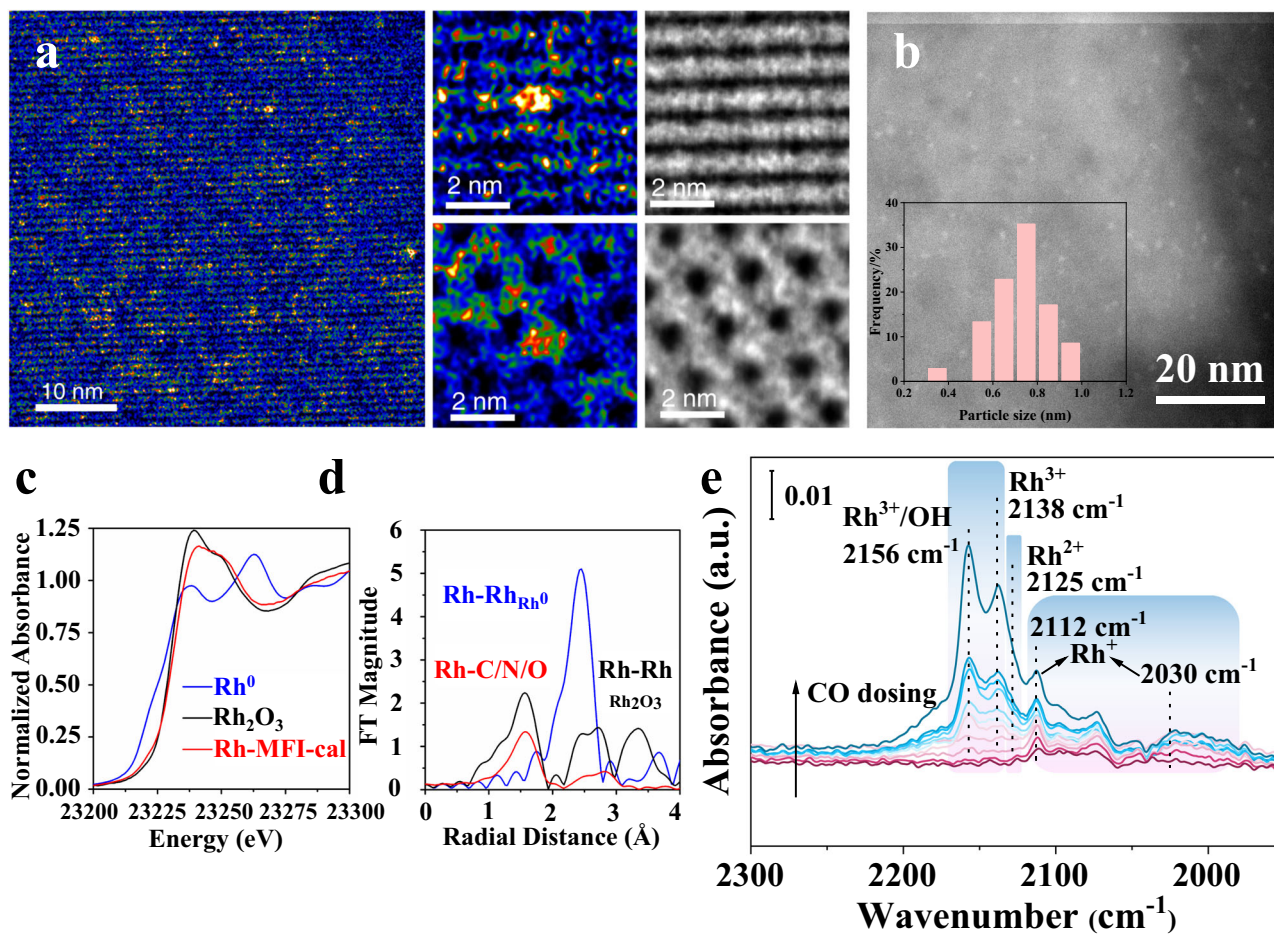 a
10 nm
2 nm
2 nm
2 nm
2 nm
b
40
30
20
10
0
Frequency/%
0.2 0.4 0.6 0.8 1.0 1.2
Particle size (nm)
20 nm
c
1.25
1.00
0.75
0.50
0.25
0.00
Normalized Absorbance
Rh⁰
Rh₂O₃
Rh-MFI-cal
23200 23225 23250 23275 23300
Energy (eV)
d
6
5
4
3
2
1
0
FT Magnitude
Rh-Rh Rh⁰
Rh-C/N/O
Rh-Rh
Rh₂O₃
0 1 2 3 4
Radial Distance (Å)
e
0.01
Rh³⁺/OH
2156 cm⁻¹
Rh³⁺
2138 cm⁻¹
Rh²⁺
2125 cm⁻¹
2112 cm⁻¹
Rh⁺
2030 cm⁻¹
CO dosing
Absorbance (a.u.)
2300 2200 2100 2000
Wavenumber (cm⁻¹)